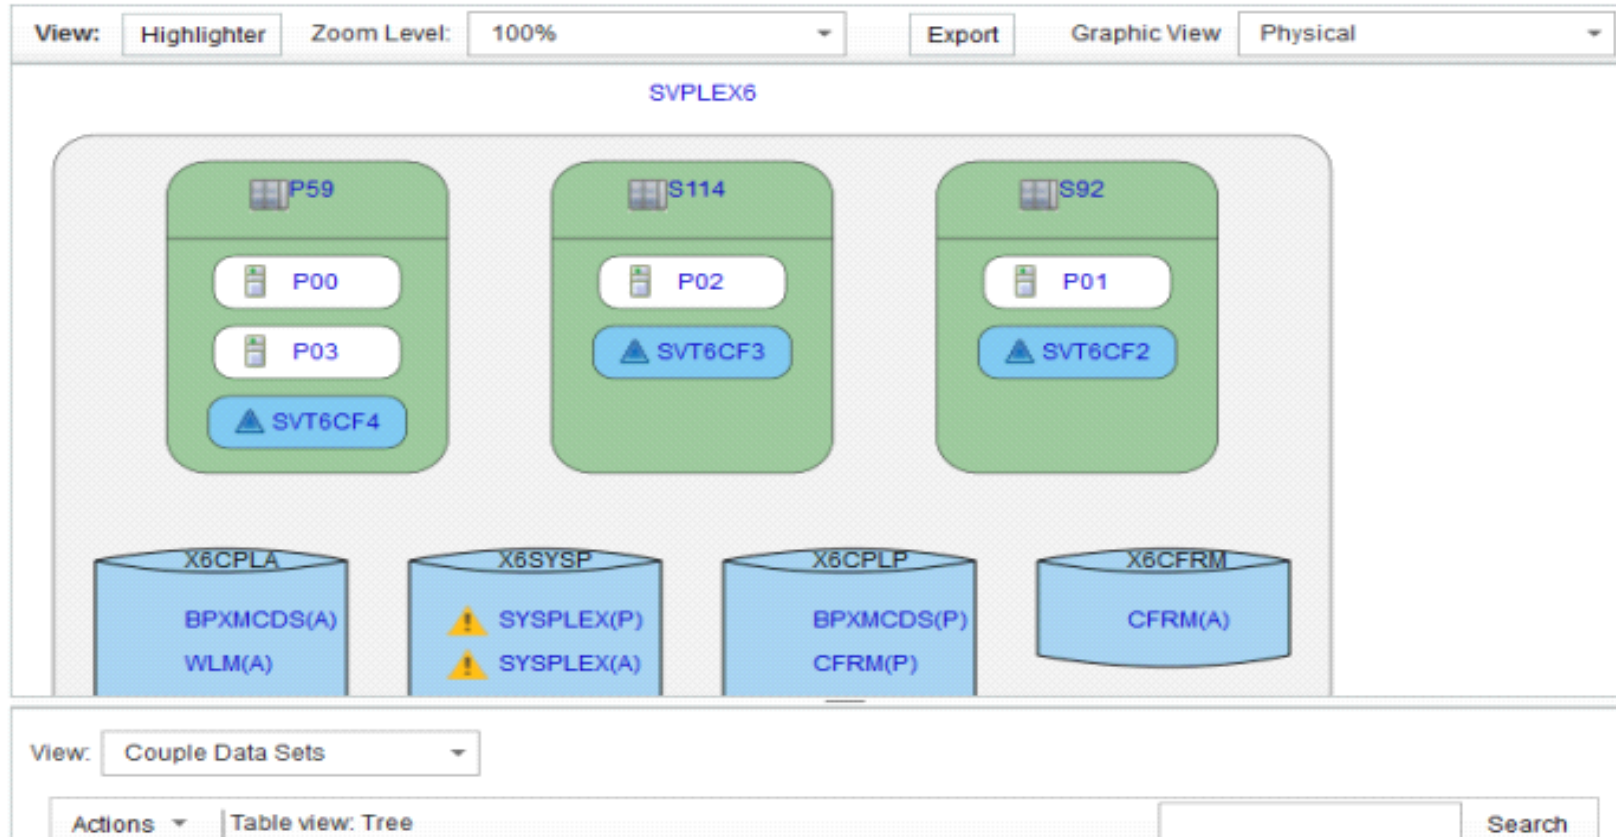 View: Highlighter Zoom Level: 100% Export Graphic View Physical
SVPLEX6
P59 S114 S92
P00 P02 P01
P03 SVT6CF3 SVT6CF2
SVT6CF4
X6CPLA X6SYSP X6CPLP X6CFRM
BPXMCDS(A) SYSPLEX(P) BPXMCDS(P) CFRM(A)
WLM(A) SYSPLEX(A) CFRM(P)
View: Couple Data Sets
Actions Table view: Tree Search